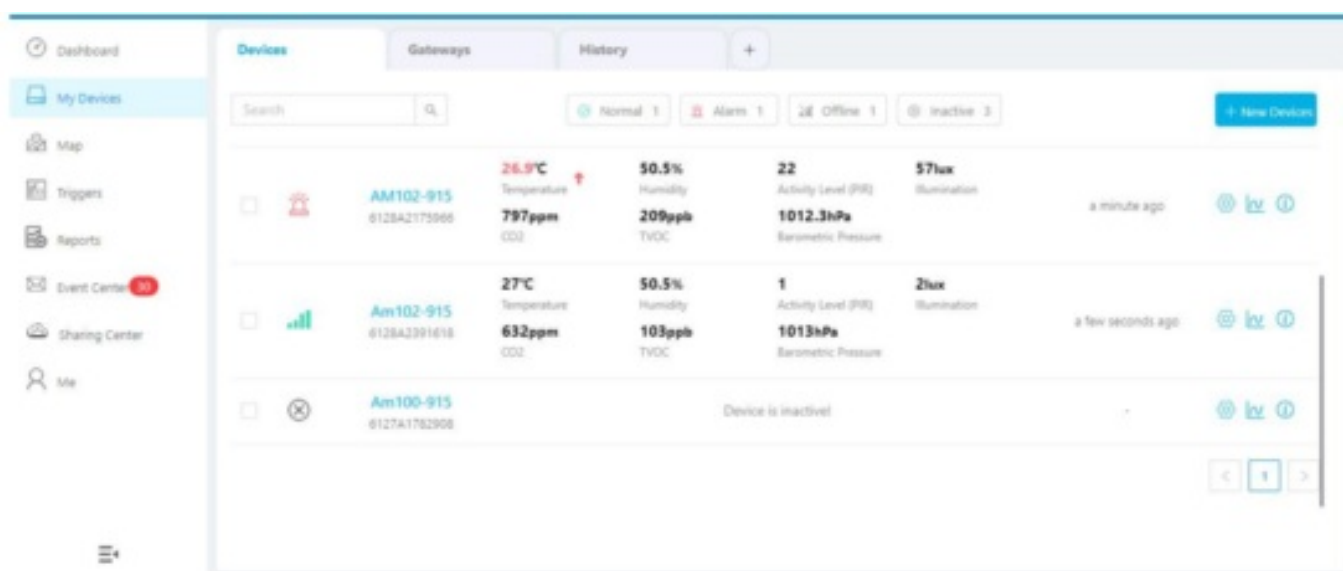 Dashboard
My Devices
Map
Triggers
Reports
Event Center 30
Sharing Center
Me
Devices Gateways History +
Search
Normal 1 Alarm 1 Offline 1 Inactive 3
+ New Devices
26.9℃ 50.5% 22 57lux
Temperature Humidity Activity Level (PIR) Illumination
AM102-915
6128A2175966
a minute ago
797ppm 209ppb 1012.3hPa
CO2 TVOC Barometric Pressure
27℃ 50.5% 1 2lux
Temperature Humidity Activity Level (PIR) Illumination
Am102-915
6128A2391618
a few seconds ago
632ppm 103ppb 1013hPa
CO2 TVOC Barometric Pressure
Am100-915
6127A1762908
Device is inactive! -
< 1 >